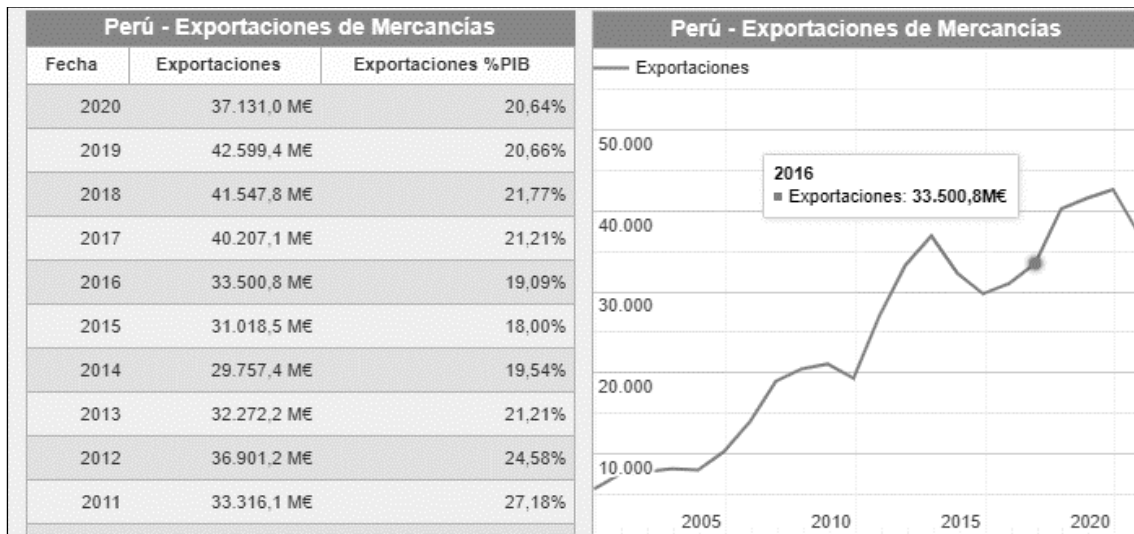 Perú - Exportaciones de Mercancías
Fecha Exportaciones Exportaciones %PIB
2020 37.131,0 M€ 20,64%
2019 42.599,4 M€ 20,66%
2018 41.547,8 M€ 21,77%
2017 40.207,1 M€ 21,21%
2016 33.500,8 M€ 19,09%
2015 31.018,5 M€ 18,00%
2014 29.757,4 M€ 19,54%
2013 32.272,2 M€ 21,21%
2012 36.901,2 M€ 24,58%
2011 33.316,1 M€ 27,18%
Perú - Exportaciones de Mercancías
Exportaciones
50.000
2016
Exportaciones: 33.500,8M€
40.000
30.000
20.000
10.000
2005 2010 2015 2020